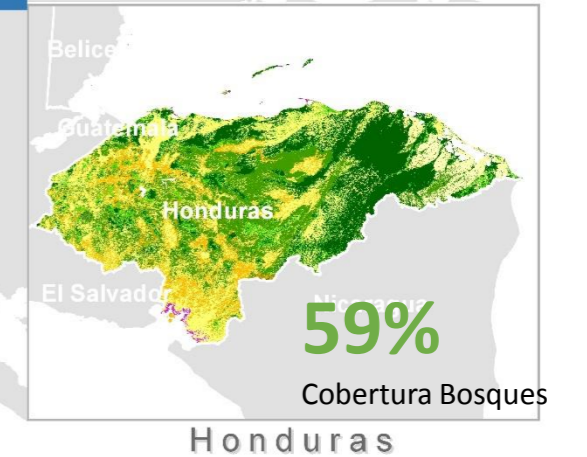 Belice
Guatemala
Honduras
El Salvador
Nicaragua
59%
Cobertura Bosques
Honduras